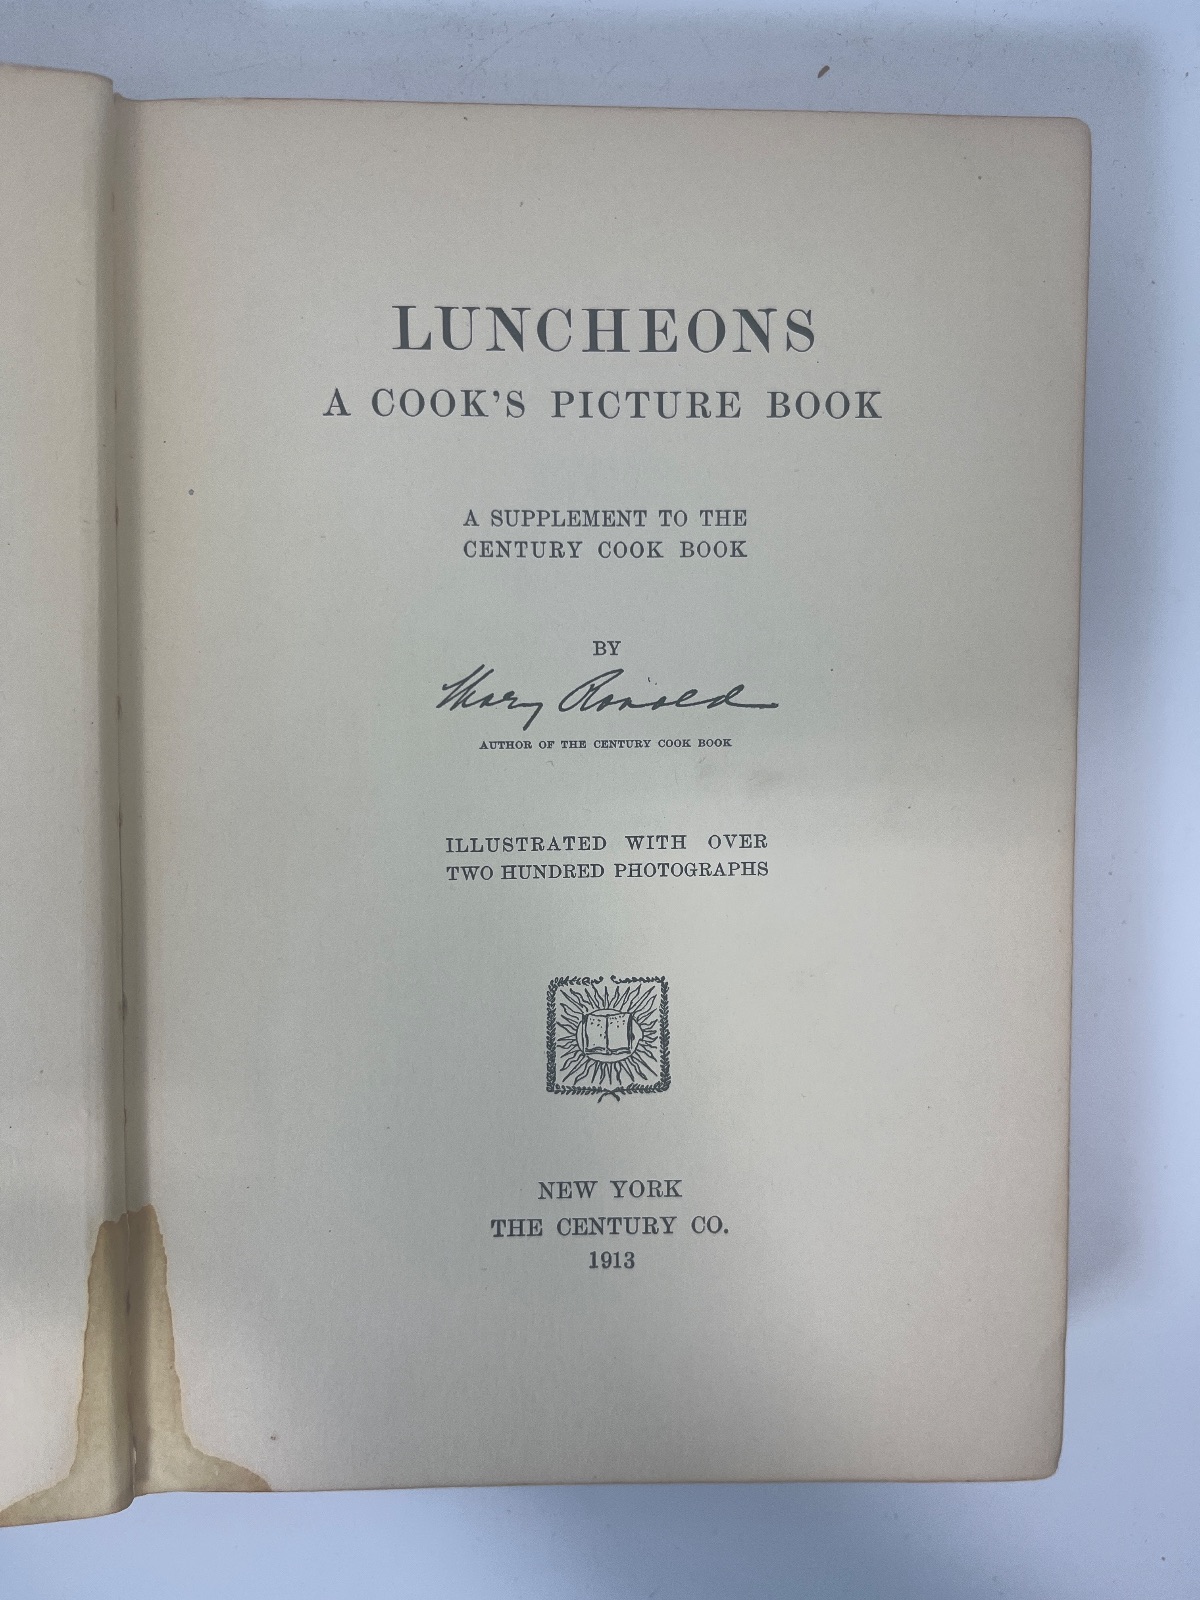 LUNCHEONS
A COOK'S PICTURE BOOK
A SUPPLEMENT TO THE
CENTURY COOK BOOK
BY
Mary Ronald
AUTHOR OF THE CENTURY COOK BOOK
ILLUSTRATED WITH OVER
TWO HUNDRED PHOTOGRAPHS
NEW YORK
THE CENTURY CO.
1913